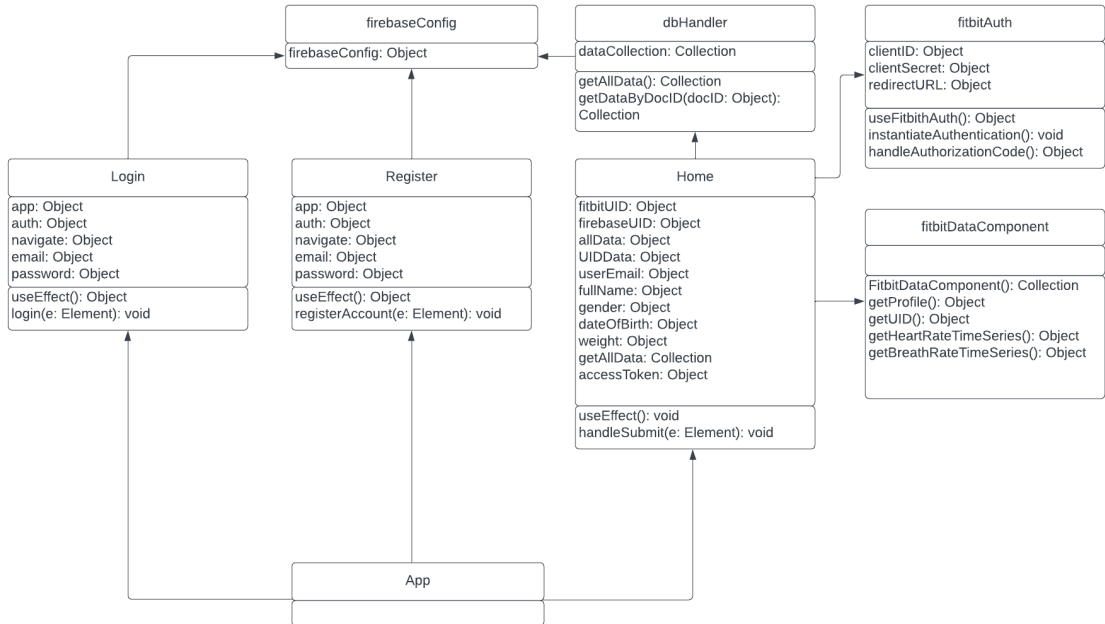 firebaseConfig
firebaseConfig: Object
dbHandler
dataCollection: Collection
getAllData(): Collection
getDataByDocID(docID: Object):
Collection
fitbitAuth
clientID: Object
clientSecret: Object
redirectURL: Object
useFitbithAuth(): Object
instantiateAuthentication(): void
handleAuthorizationCode(): Object
Login
app: Object
auth: Object
navigate: Object
email: Object
password: Object
useEffect(): Object
login(e: Element): void
Register
app: Object
auth: Object
navigate: Object
email: Object
password: Object
useEffect(): Object
registerAccount(e: Element): void
Home
fitbitUID: Object
firebaseUID: Object
allData: Object
UIDData: Object
userEmail: Object
fullName: Object
gender: Object
dateOfBirth: Object
weight: Object
getAllData: Collection
accessToken: Object
useEffect(): void
handleSubmit(e: Element): void
fitbitDataComponent
FitbitDataComponent(): Collection
getProfile(): Object
getUID(): Object
getHeartRateTimeSeries(): Object
getBreathRateTimeSeries(): Object
App